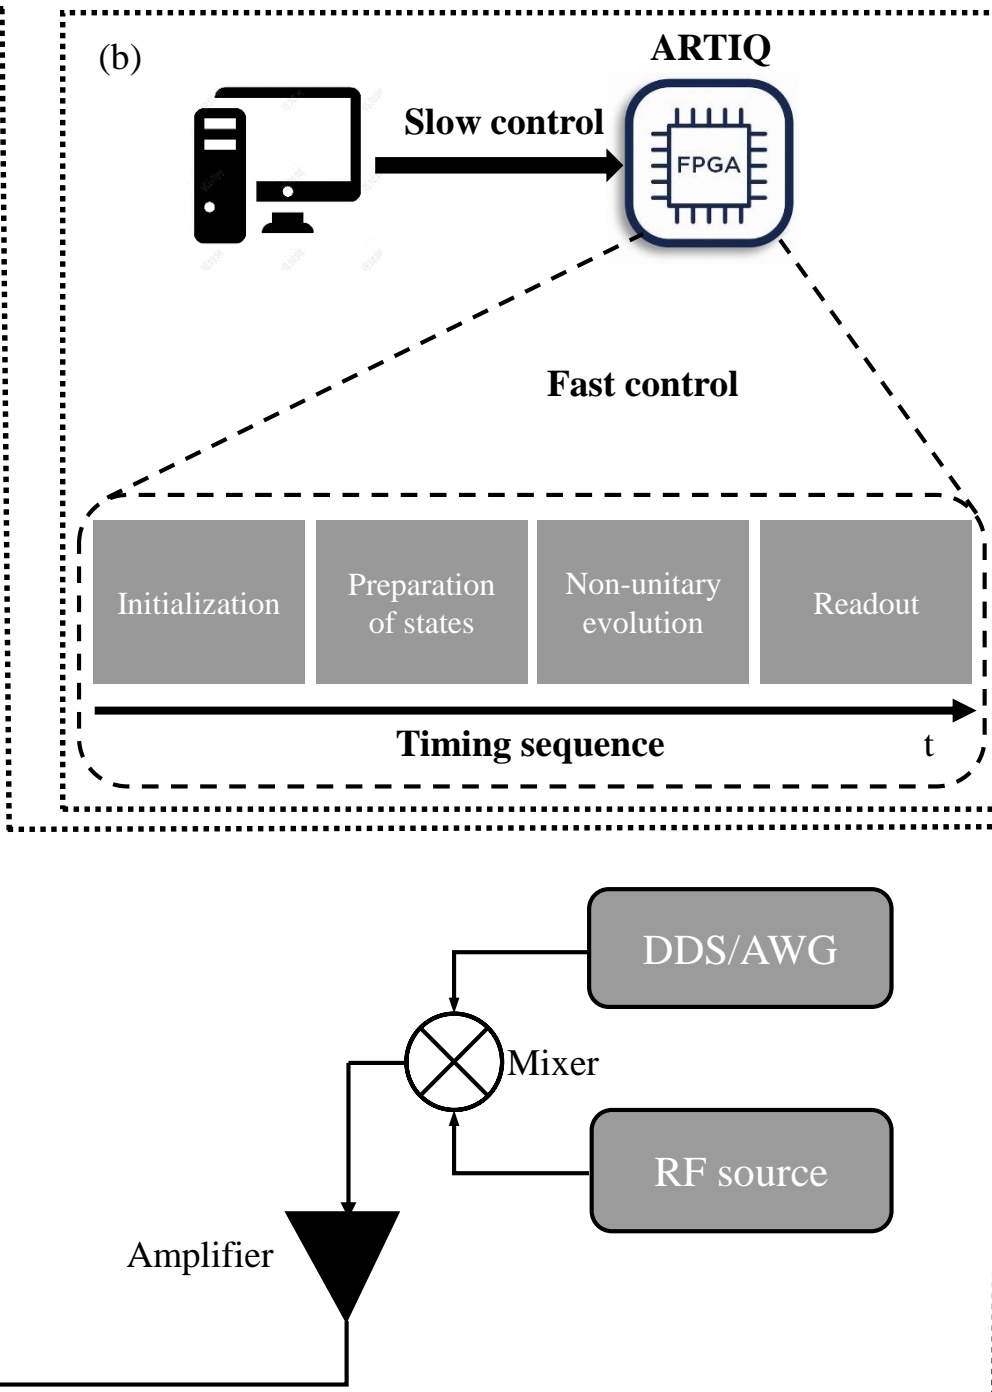 (b)
ARTIQ
Slow control
FPGA
Fast control
Initialization
Preparation
of states
Non-unitary
evolution
Readout
Timing sequence
t
DDS/AWG
Mixer
RF source
Amplifier